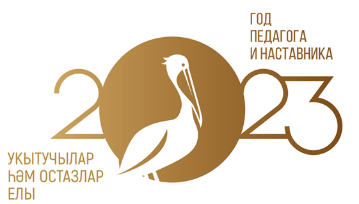 ГОД
ПЕДАГОГА
И НАСТАВНИКА
2023
УКЫТУЧЫЛАР
ҺӘМ ОСТАЗЛАР
ЕЛЫ